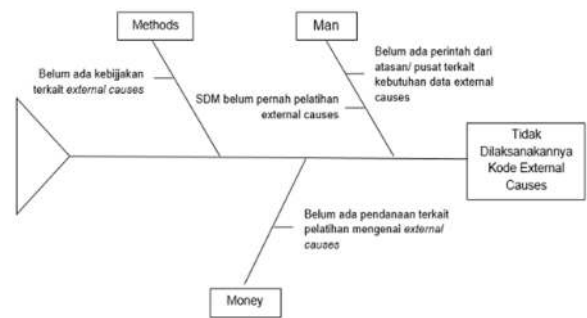 Methods
Man
Belum ada kebijjakan
terkait external causes
Belum ada perintah dari
atasan/ pusat terkait
kebutuhan data external
causes
SDM belum pernah pelatihan
external causes
Tidak
Dilaksanakannya
Kode External
Causes
Belum ada pendanaan terkait
pelatihan mengenai external
causes
Money